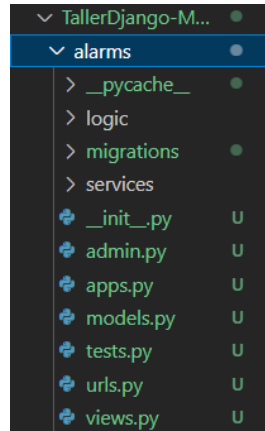 TallerDjango-M...
alarms
__pycache__
logic
migrations
services
__init__.py U
admin.py U
apps.py U
models.py U
tests.py U
urls.py U
views.py U